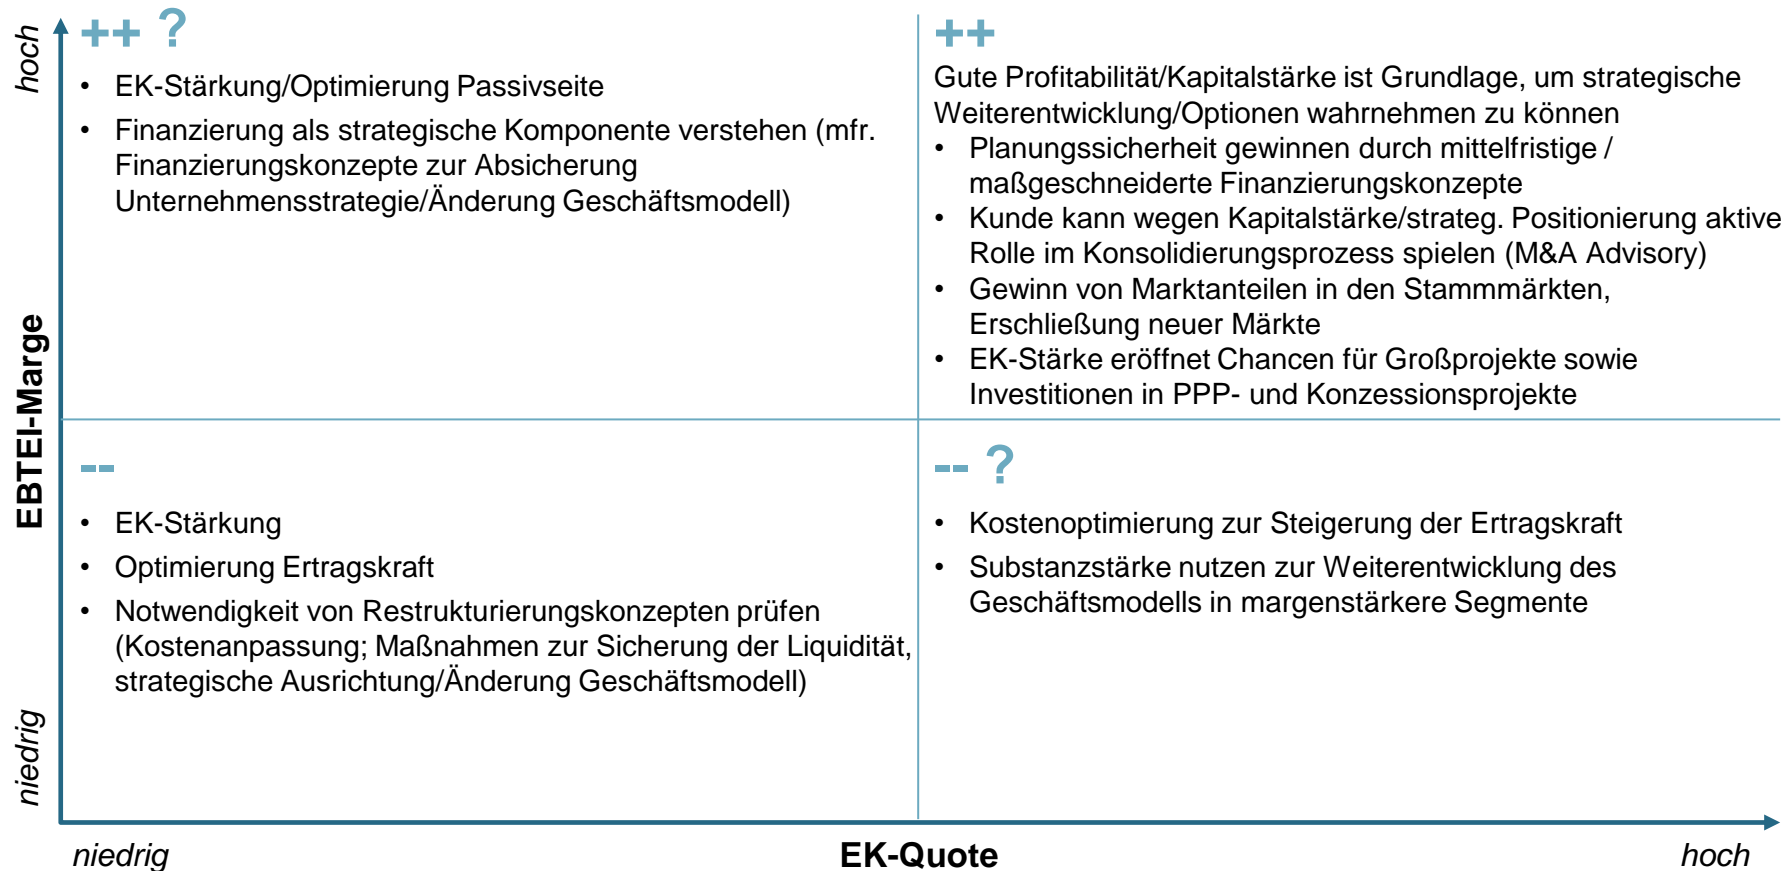 hoch
++ ?
• EK-Stärkung/Optimierung Passivseite
• Finanzierung als strategische Komponente verstehen (mfr.
Finanzierungskonzepte zur Absicherung
Unternehmensstrategie/Änderung Geschäftsmodell)
++
Gute Profitabilität/Kapitalstärke ist Grundlage, um strategische
Weiterentwicklung/Optionen wahrnehmen zu können
• Planungssicherheit gewinnen durch mittelfristige /
maßgeschneiderte Finanzierungskonzepte
• Kunde kann wegen Kapitalstärke/strateg. Positionierung aktive
Rolle im Konsolidierungsprozess spielen (M&A Advisory)
• Gewinn von Marktanteilen in den Stammmärkten,
Erschließung neuer Märkte
• EK-Stärke eröffnet Chancen für Großprojekte sowie
Investitionen in PPP- und Konzessionsprojekte
EBTEI-Marge
--
• EK-Stärkung
• Optimierung Ertragskraft
• Notwendigkeit von Restrukturierungskonzepten prüfen
(Kostenanpassung; Maßnahmen zur Sicherung der Liquidität,
strategische Ausrichtung/Änderung Geschäftsmodell)
-- ?
• Kostenoptimierung zur Steigerung der Ertragskraft
• Substanzstärke nutzen zur Weiterentwicklung des
Geschäftsmodells in margenstärkere Segmente
niedrig
niedrig
EK-Quote
hoch